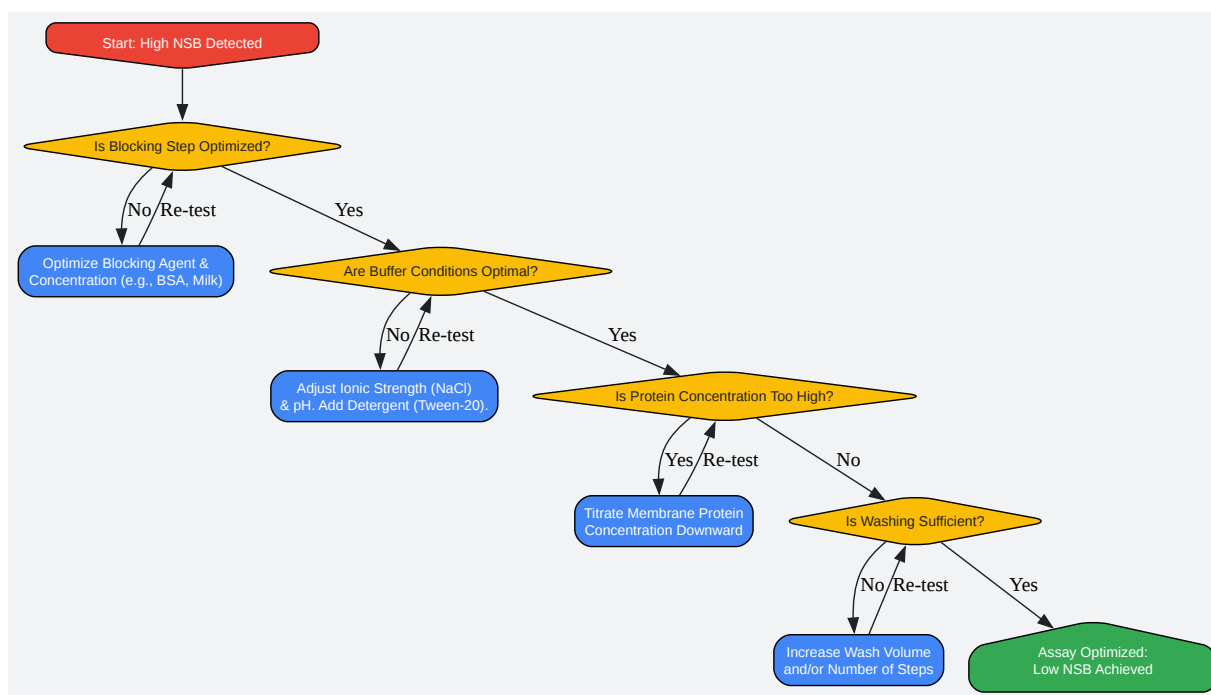 Start: High NSB Detected
Is Blocking Step Optimized?
No
Re-test
Yes
Optimize Blocking Agent &
Concentration (e.g., BSA, Milk)
Are Buffer Conditions Optimal?
No
Re-test
Yes
Adjust Ionic Strength (NaCl)
& pH. Add Detergent (Tween-20).
Is Protein Concentration Too High?
Yes
Re-test
No
Titrate Membrane Protein
Concentration Downward
Is Washing Sufficient?
No
Re-test
Yes
Increase Wash Volume
and/or Number of Steps
Assay Optimized:
Low NSB Achieved